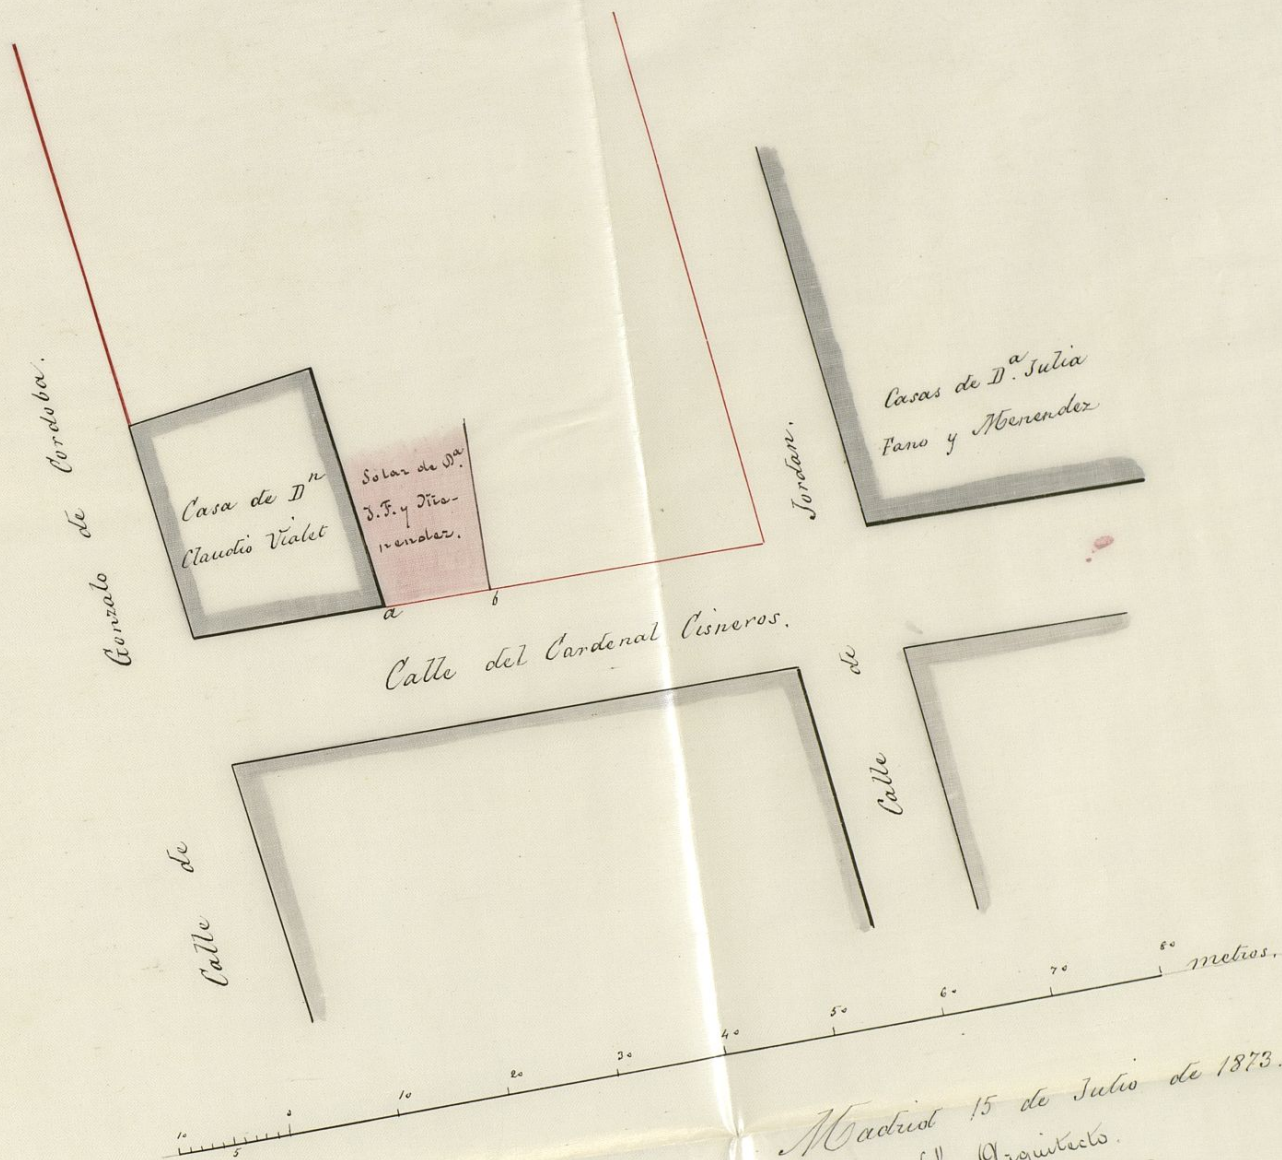 Calle de Gonzalo de Cordoba.
Casa de Dⁿ
Claudio Vialet
Solar de Dª.
J. F. y Me-
nendez.
a
b
Calle del Cardenal Cisneros.
Calle de Jordan.
Casas de Dª. Julia
Fano y Menendez
10 5 0 10 20 30 40 50 60 70 80 metros.
Madrid 15 de Julio de 1873.
Arquitecto.